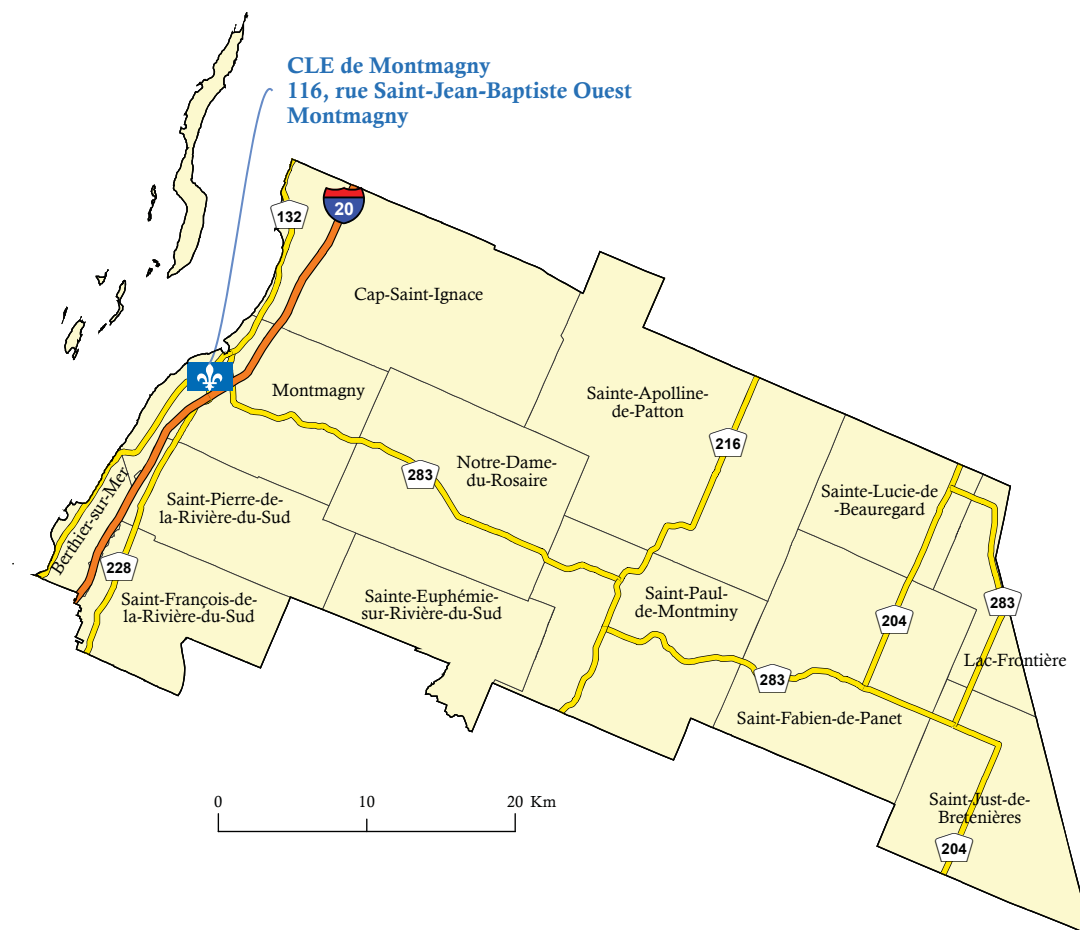 CLE de Montmagny
116, rue Saint-Jean-Baptiste Ouest
Montmagny
132
20
Cap-Saint-Ignace
Montmagny
Sainte-Apolline-
de-Patton
216
283
Notre-Dame-
du-Rosaire
Sainte-Lucie-de
-Beauregard
Berthier-sur-Mer
Saint-Pierre-de-
la-Rivière-du-Sud
228
Saint-François-de-
la-Rivière-du-Sud
Sainte-Euphémie-
sur-Rivière-du-Sud
Saint-Paul-
de-Montminy
204
283
Lac-Frontière
283
Saint-Fabien-de-Panet
Saint-Just-de-
Bretenières
204
0 10 20 Km